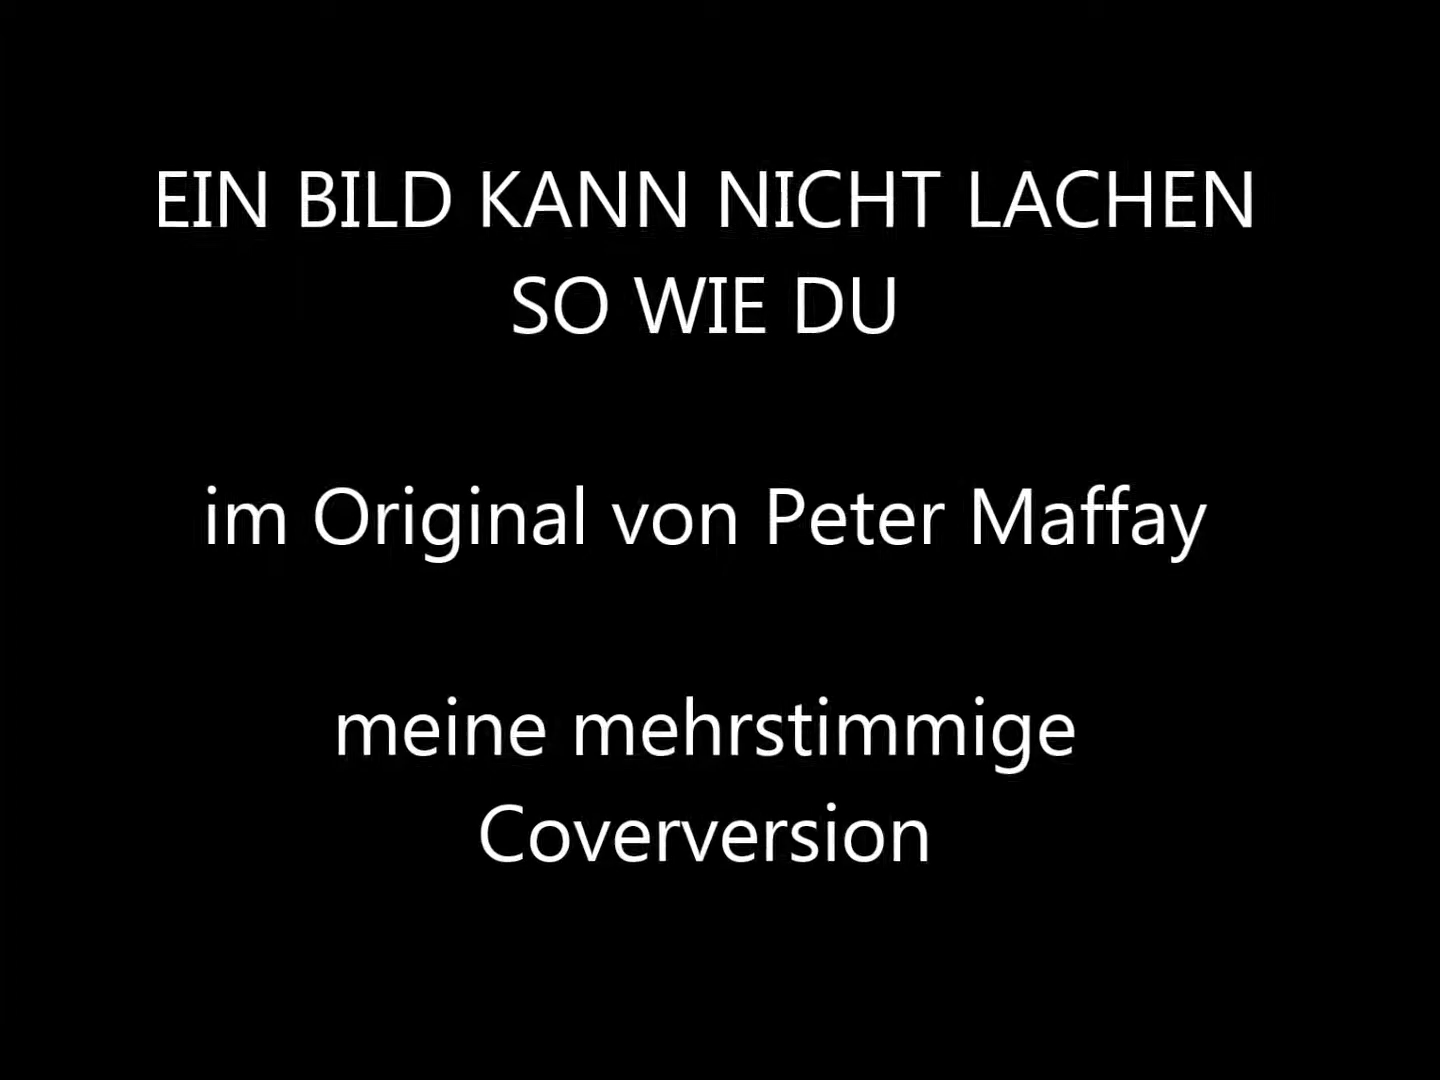 EIN BILD KANN NICHT LACHEN
SO WIE DU
im Original von Peter Maffay
meine mehrstimmige
Coverversion